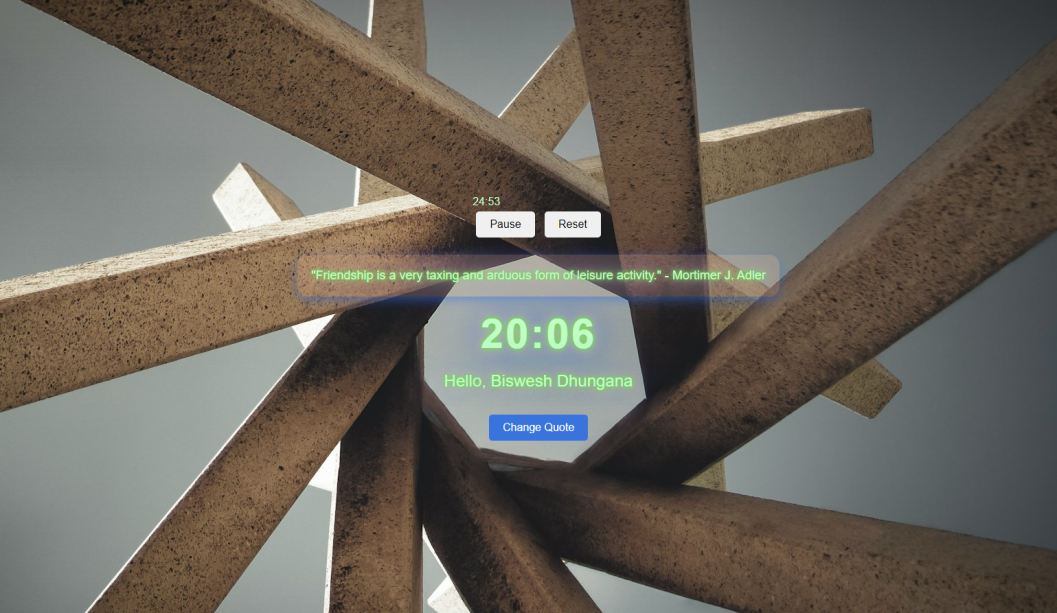 24:53
Pause Reset
"Friendship is a very taxing and arduous form of leisure activity." - Mortimer J. Adler
20:06
Hello, Biswesh Dhungana
Change Quote